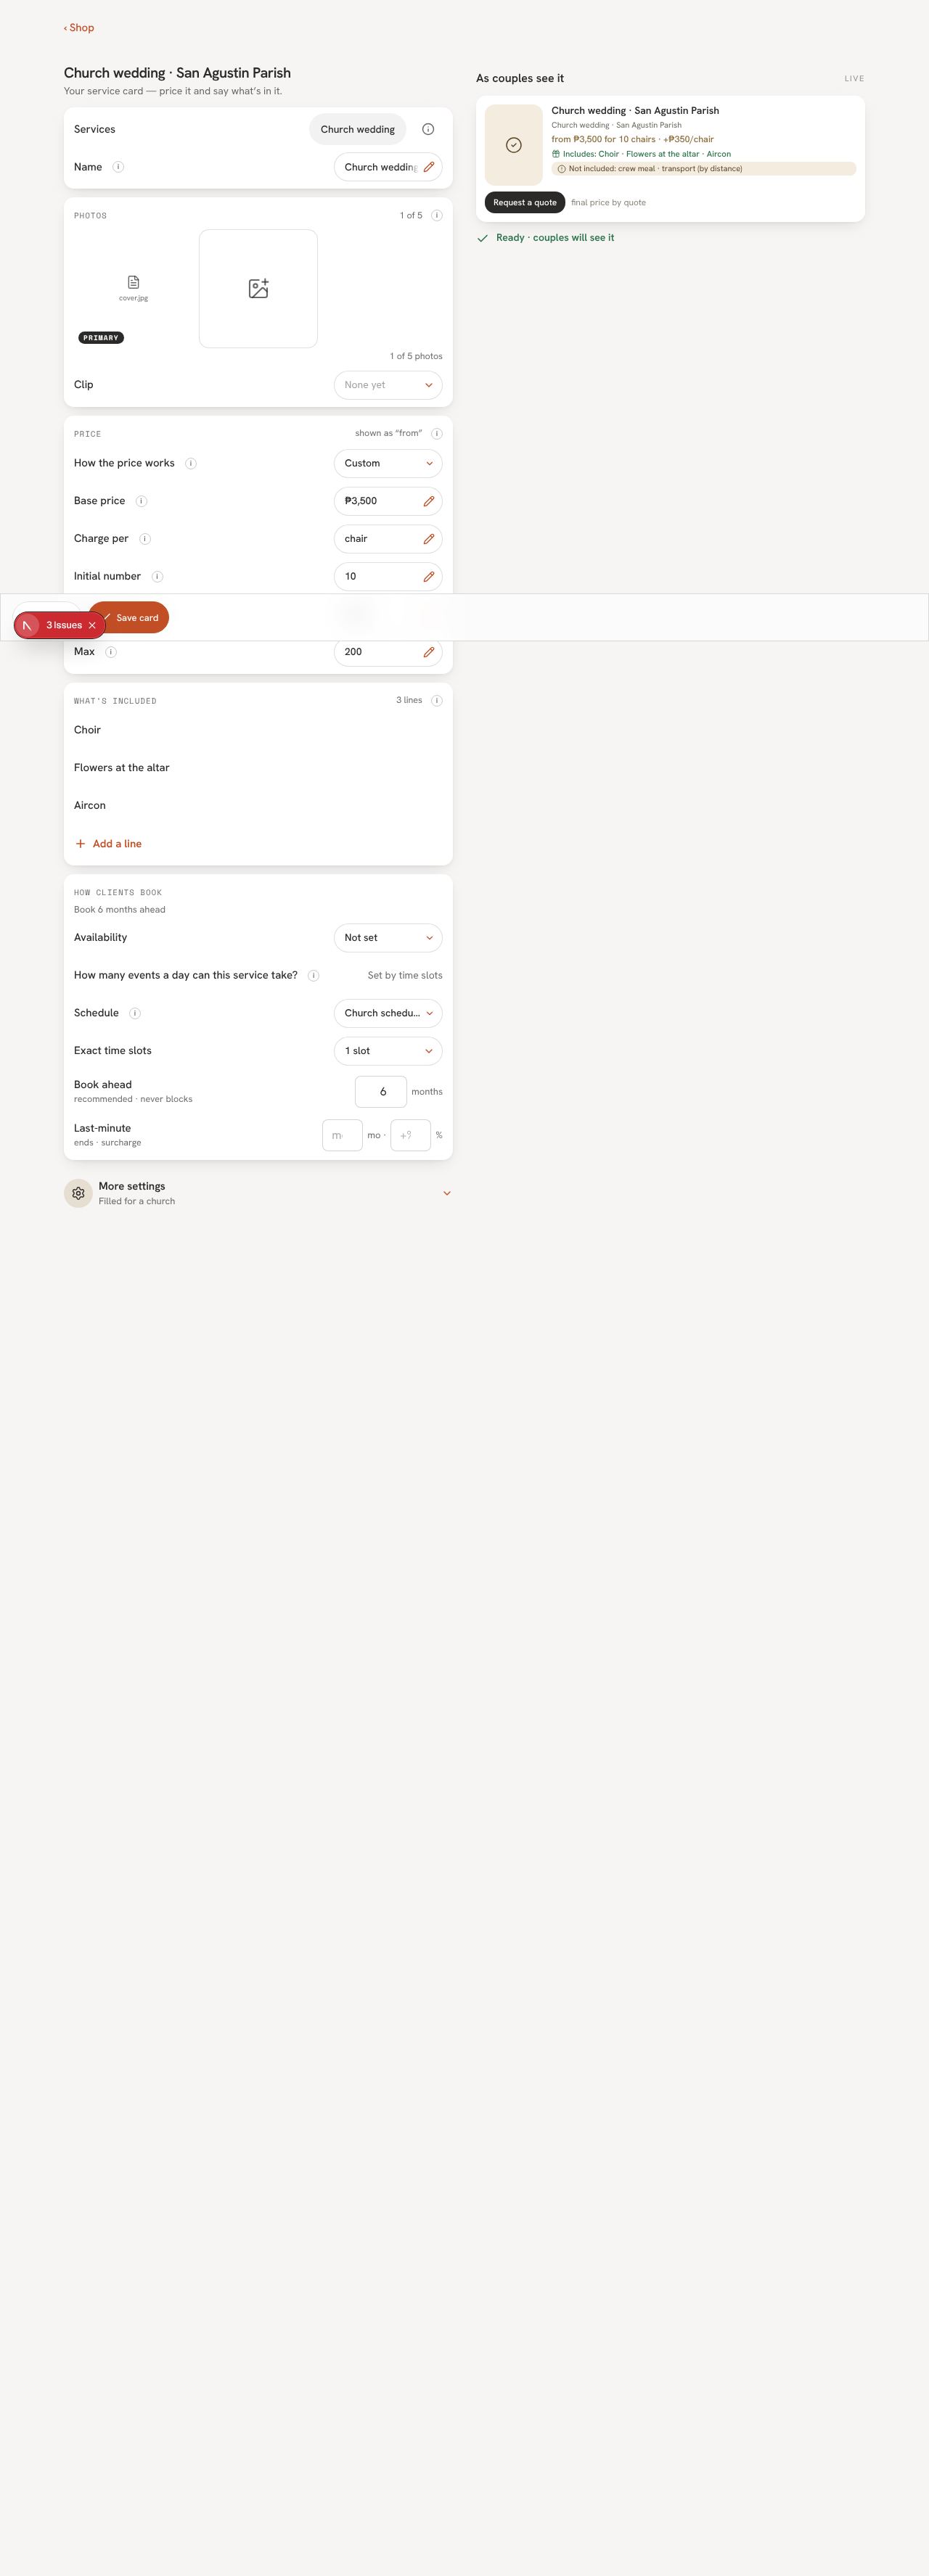 ‹ Shop
Church wedding · San Agustin Parish
Your service card — price it and say what's in it.
Services
Church wedding
Name
Church wedding
PHOTOS
1 of 5
cover.jpg
PRIMARY
1 of 5 photos
Clip
None yet
PRICE
shown as “from”
How the price works
Custom
Base price
₱3,500
Charge per
chair
Initial number
10
3 Issues
Save card
Max
200
WHAT'S INCLUDED
3 lines
Choir
Flowers at the altar
Aircon
Add a line
HOW CLIENTS BOOK
Book 6 months ahead
Availability
Not set
How many events a day can this service take?
Set by time slots
Schedule
Church schedu...
Exact time slots
1 slot
Book ahead
recommended · never blocks
6
months
Last-minute
ends · surcharge
m
mo ·
%
More settings
Filled for a church
As couples see it
LIVE
Church wedding · San Agustin Parish
Church wedding · San Agustin Parish
from ₱3,500 for 10 chairs · +₱350/chair
Includes: Choir · Flowers at the altar · Aircon
Not included: crew meal · transport (by distance)
Request a quote
final price by quote
Ready · couples will see it